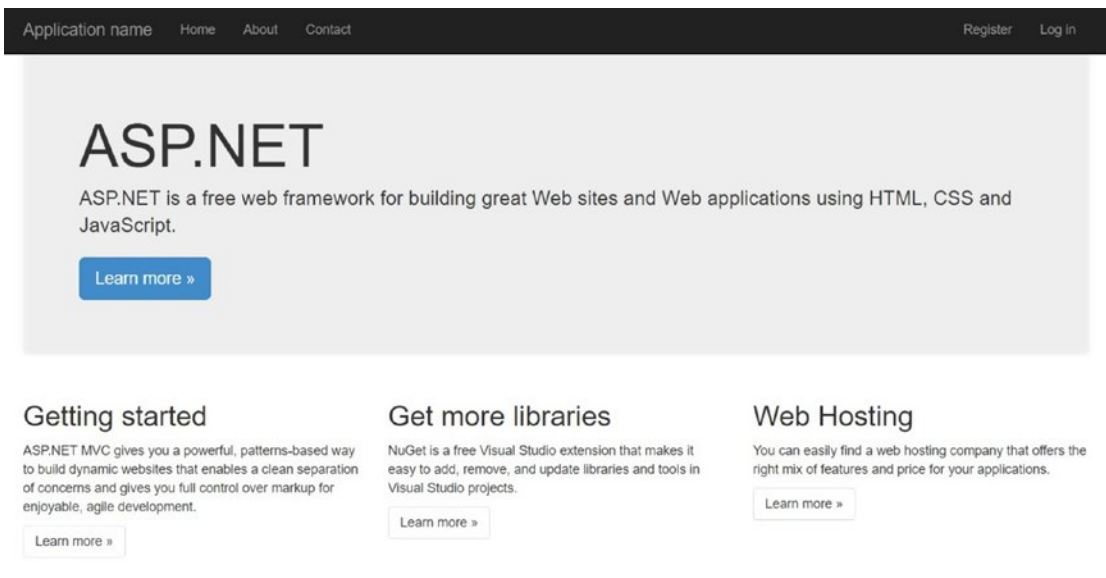 Application name Home About Contact Register Log in
ASP.NET
ASP.NET is a free web framework for building great Web sites and Web applications using HTML, CSS and
JavaScript.
Learn more »
Getting started
ASP.NET MVC gives you a powerful, patterns-based way
to build dynamic websites that enables a clean separation
of concerns and gives you full control over markup for
enjoyable, agile development.
Learn more »
Get more libraries
NuGet is a free Visual Studio extension that makes it
easy to add, remove, and update libraries and tools in
Visual Studio projects.
Learn more »
Web Hosting
You can easily find a web hosting company that offers the
right mix of features and price for your applications.
Learn more »